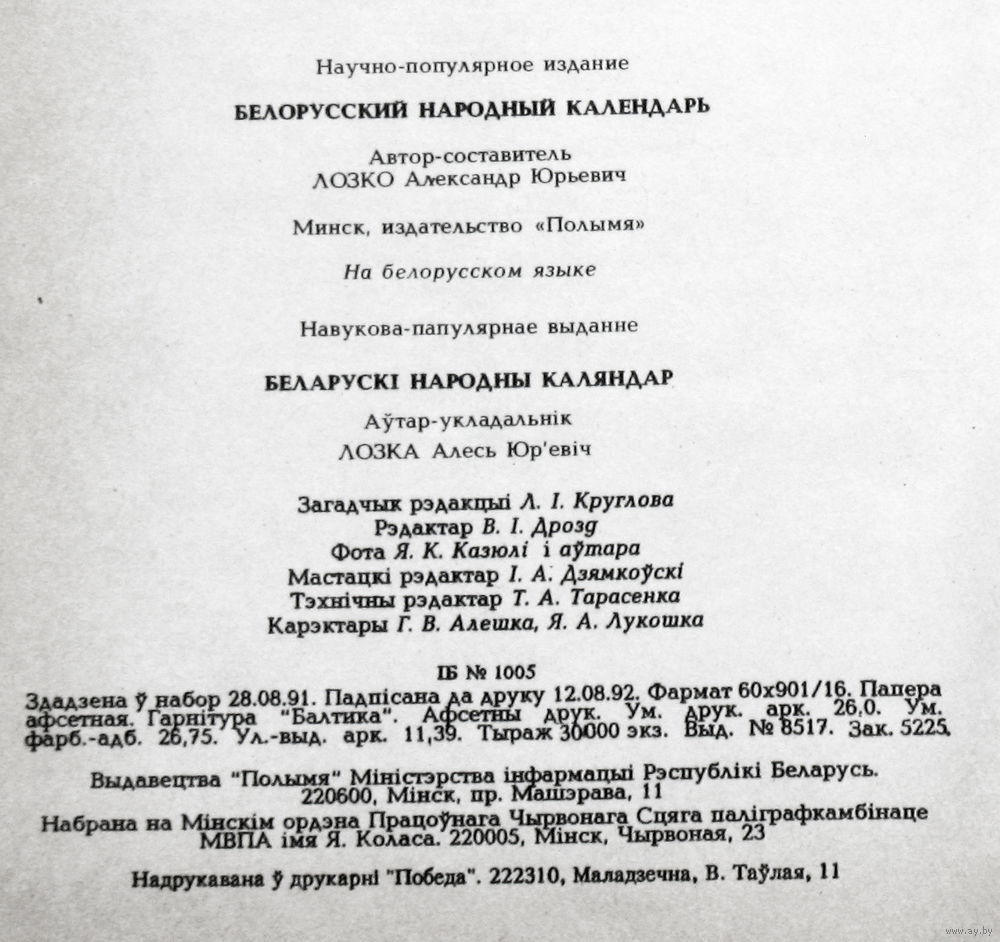 Научно-популярное издание
БЕЛОРУССКИЙ НАРОДНЫЙ КАЛЕНДАРЬ
Автор-составитель
ЛОЗКО Александр Юрьевич
Минск, издательство «Полымя»
На белорусском языке
Навукова-папулярнае выданне
БЕЛАРУСКІ НАРОДНЫ КАЛЯНДАР
Аўтар-укладальнік
ЛОЗКА Алесь Юр'евіч
Загадчык рэдакцыі Л. І. Круглова
Рэдактар В. І. Дрозд
Фота Я. К. Казюлі і аўтара
Мастацкі рэдактар І. А. Дзямкоўскі
Тэхнічны рэдактар Т. А. Тарасенка
Карэктары Г. В. Алешка, Я. А. Лукошка
ІБ № 1005
Здадзена ў набор 28.08.91. Падпісана да друку 12.08.92. Фармат 60х901/16. Папера
афсетная. Гарнітура "Балтика". Афсетны друк. Ум. друк. арк. 26,0. Ум.
фарб.-адб. 26,75. Ул.-выд. арк. 11,39. Тыраж 30000 экз. Выд. № 8517. Зак. 5225.
Выдавецтва "Полымя" Міністэрства інфармацыі Рэспублікі Беларусь.
220600, Мінск, пр. Машэрава, 11
Набрана на Мінскім ордэна Працоўнага Чырвонага Сцяга паліграфкамбінаце
МВПА імя Я. Коласа. 220005, Мінск, Чырвоная, 23
Надрукавана ў друкарні "Победа". 222310, Маладзечна, В. Таўлая, 11
www.ay.by